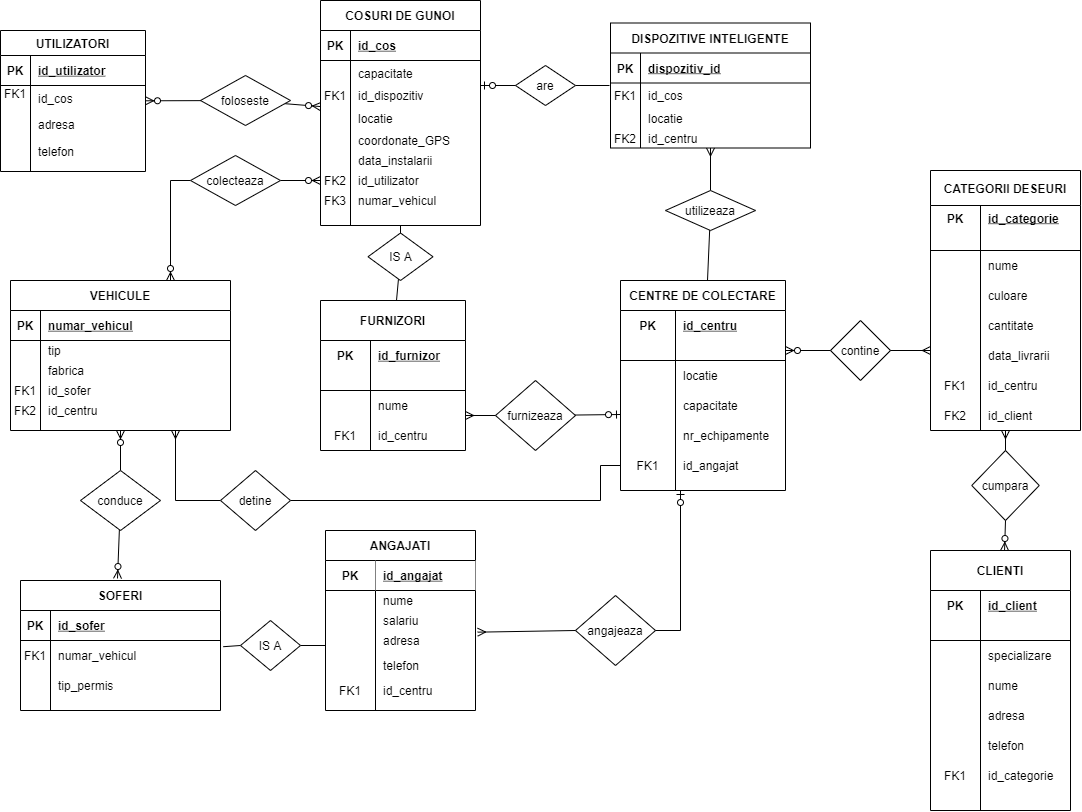 COSURI DE GUNOI
PK id_cos
capacitate
FK1 id_dispozitiv
locatie
coordonate_GPS
data_instalarii
FK2 id_utilizator
FK3 numar_vehicul
UTILIZATORI
PK id_utilizator
FK1 id_cos
adresa
telefon
foloseste
colecteaza
are
DISPOZITIVE INTELIGENTE
PK dispozitiv_id
FK1 id_cos
locatie
FK2 id_centru
utilizeaza
IS A
CATEGORII DESEURI
PK id_categorie
nume
culoare
cantitate
data_livrarii
FK1 id_centru
FK2 id_client
VEHICULE
PK numar_vehicul
tip
fabrica
FK1 id_sofer
FK2 id_centru
FURNIZORI
PK id_furnizor
nume
FK1 id_centru
furnizeaza
CENTRE DE COLECTARE
PK id_centru
locatie
capacitate
nr_echipamente
FK1 id_angajat
contine
conduce
detine
cumpara
SOFERI
PK id_sofer
FK1 numar_vehicul
tip_permis
IS A
ANGAJATI
PK id_angajat
nume
salariu
adresa
telefon
FK1 id_centru
angajeaza
CLIENTI
PK id_client
specializare
nume
adresa
telefon
FK1 id_categorie